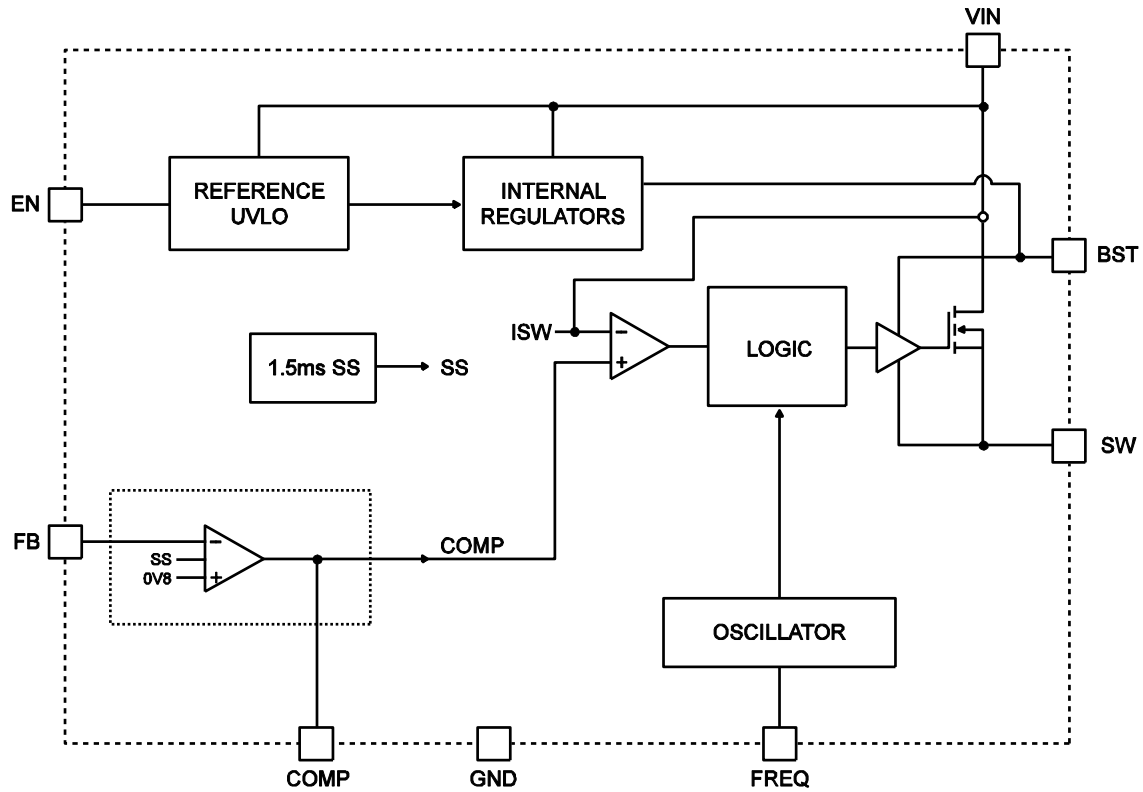 VIN
EN
REFERENCE
UVLO
INTERNAL
REGULATORS
BST
ISW
−
+
LOGIC
1.5ms SS
SS
SW
FB
−
SS
0V8
+
COMP
OSCILLATOR
COMP
GND
FREQ